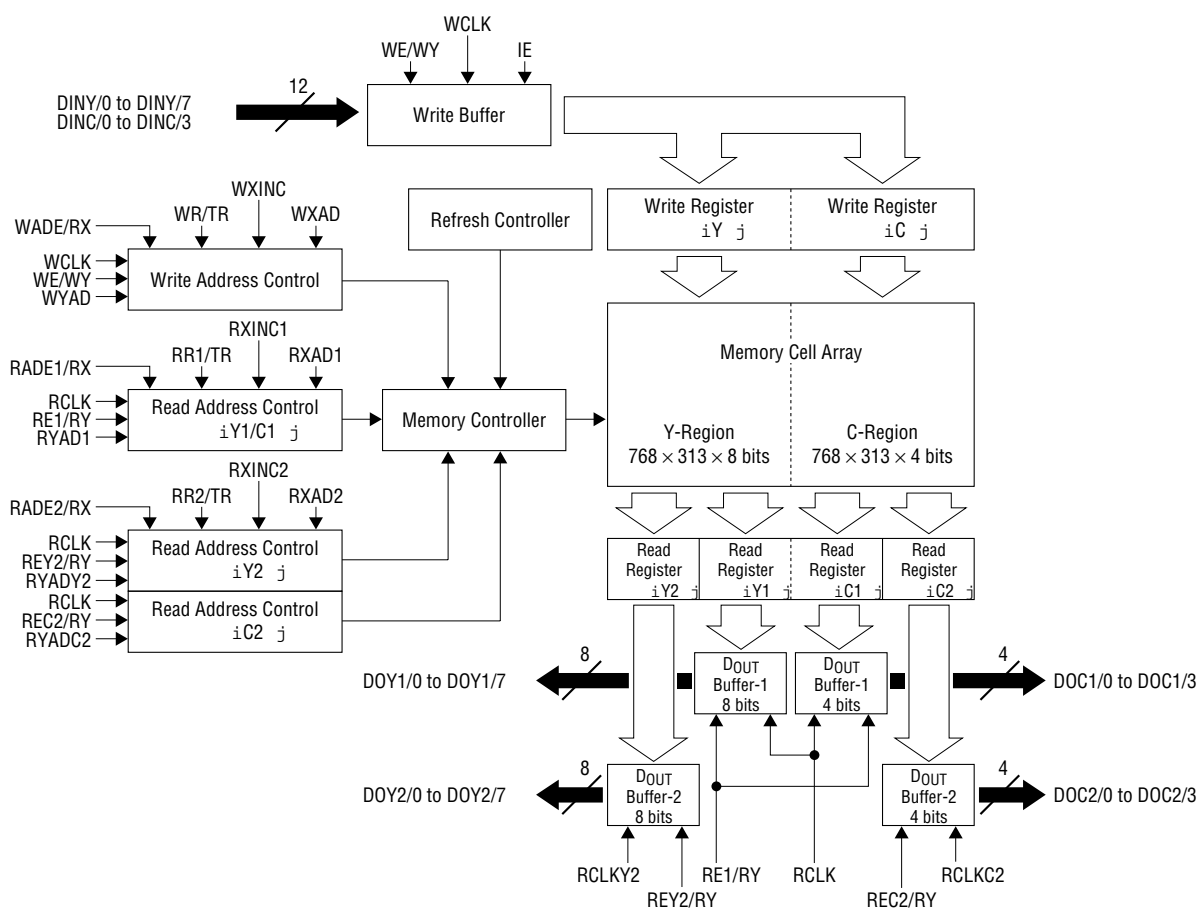 WCLK
WE/WY
IE
12
DINY/0 to DINY/7
DINC/0 to DINC/3
Write Buffer
WXINC
WR/TR
WXAD
WADE/RX
WCLK
WE/WY
WYAD
Write Address Control
Refresh Controller
Write Register
iY j
Write Register
iC j
RXINC1
RR1/TR
RXAD1
RADE1/RX
RCLK
RE1/RY
RYAD1
Read Address Control
iY1/C1 j
Memory Controller
Memory Cell Array
Y-Region
768 × 313 × 8 bits
C-Region
768 × 313 × 4 bits
RXINC2
RR2/TR
RXAD2
RADE2/RX
RCLK
REY2/RY
RYADY2
Read Address Control
iY2 j
RCLK
REC2/RY
RYADC2
Read Address Control
iC2 j
Read
Register
iY2 j
Read
Register
iY1 j
Read
Register
iC1 j
Read
Register
iC2 j
DOY1/0 to DOY1/7
8
DOUT
Buffer-1
8 bits
DOUT
Buffer-1
4 bits
4
DOC1/0 to DOC1/3
DOY2/0 to DOY2/7
8
DOUT
Buffer-2
8 bits
DOUT
Buffer-2
4 bits
4
DOC2/0 to DOC2/3
RCLKY2
REY2/RY
RE1/RY
RCLK
REC2/RY
RCLKC2